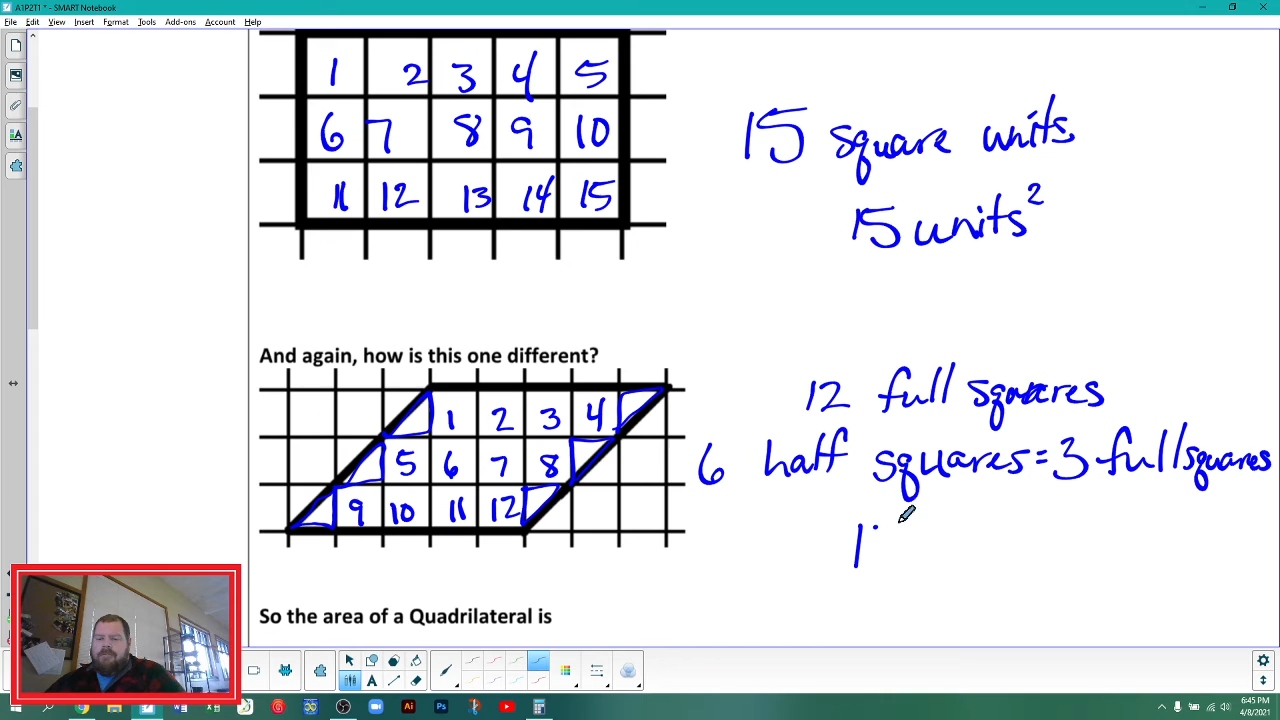 A1P2T1 * - SMART Notebook
File Edit View Insert Format Tools Add-ons Account Help
1 2 3 4 5
6 7 8 9 10
11 12 13 14 15
15 square units
15 units²
And again, how is this one different?
1 2 3 4
5 6 7 8
9 10 11 12
12 full squares
6 half squares = 3 full squares
1
So the area of a Quadrilateral is
6:45 PM
4/8/2021